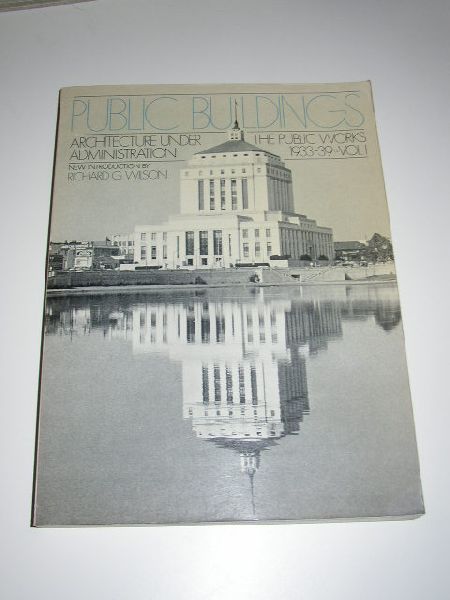 PUBLIC BUILDINGS
ARCHITECTURE UNDER THE PUBLIC WORKS
ADMINISTRATION 1933-39 VOL I
NEW INTRODUCTION BY
RICHARD G. WILSON